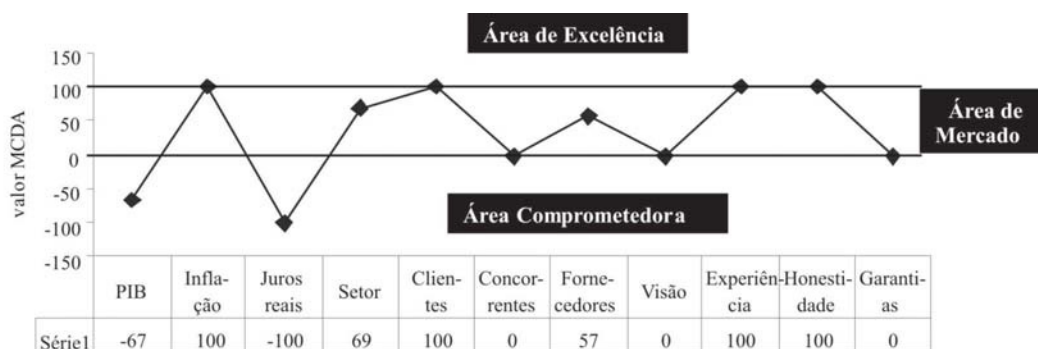 Área de Excelência
150
100
50
0
-50
-100
-150
valor MCDA
Área de
Mercado
Área Comprometedora
PIB
Infla-
ção
Juros
reais
Setor
Clien-
tes
Concor-
rentes
Forne-
cedores
Visão
Experiên-
cia
Honesti-
dade
Garanti-
as
Série1 -67 100 -100 69 100 0 57 0 100 100 0